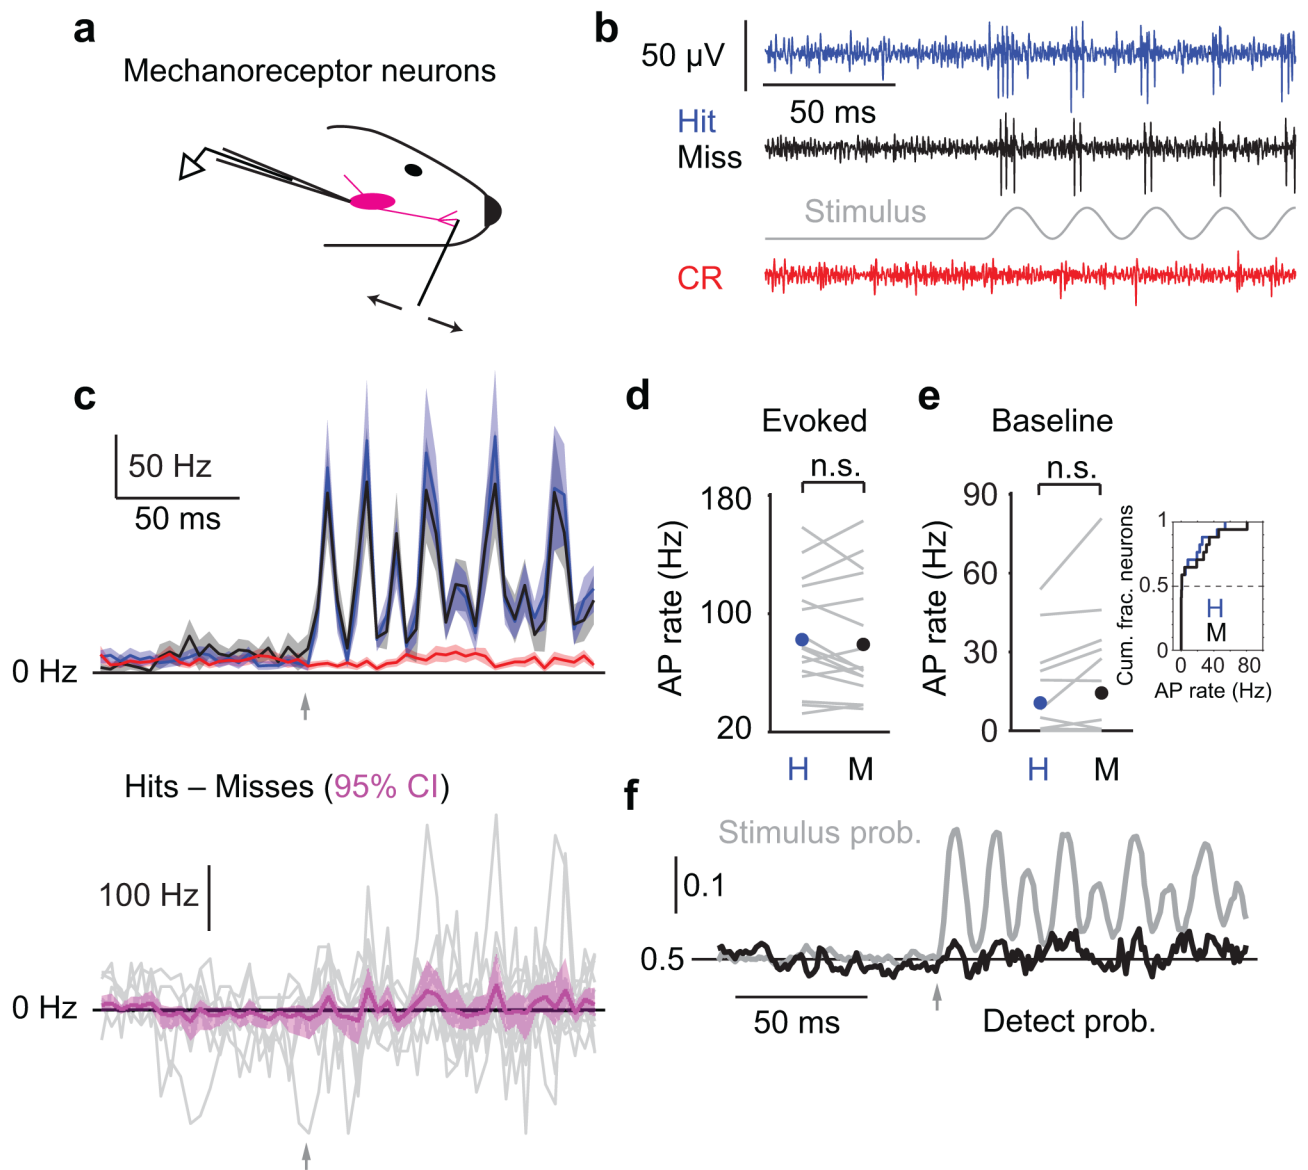 a
Mechanoreceptor neurons
b
50 µV
50 ms
Hit
Miss
Stimulus
CR
c
50 Hz
50 ms
0 Hz
Hits – Misses (95% CI)
100 Hz
0 Hz
d
Evoked
n.s.
180
100
20
AP rate (Hz)
H M
e
Baseline
n.s.
90
60
30
0
AP rate (Hz)
H M
1
0.5
0
Cum. frac. neurons
H
M
0 40 80
AP rate (Hz)
f
Stimulus prob.
0.1
0.5
50 ms
Detect prob.